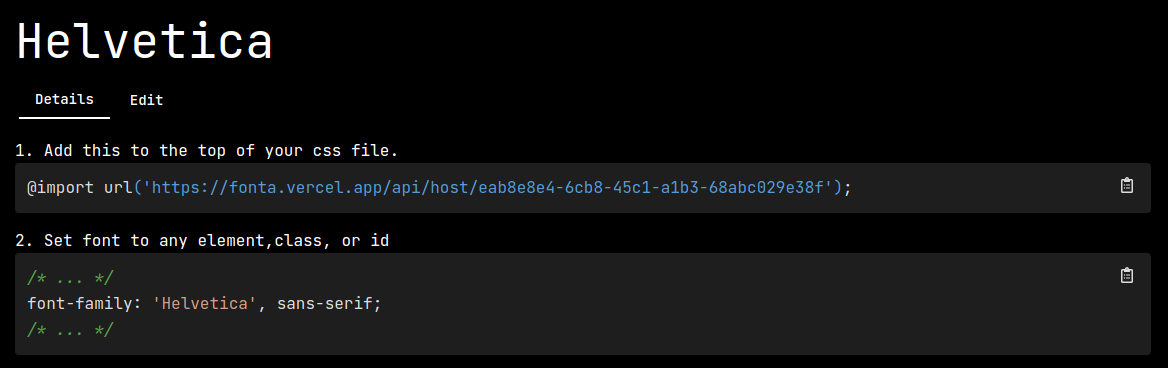 Helvetica
Details Edit
1. Add this to the top of your css file.
@import url('https://fonta.vercel.app/api/host/eab8e8e4-6cb8-45c1-a1b3-68abc029e38f');
2. Set font to any element,class, or id
/* ... */
font-family: 'Helvetica', sans-serif;
/* ... */